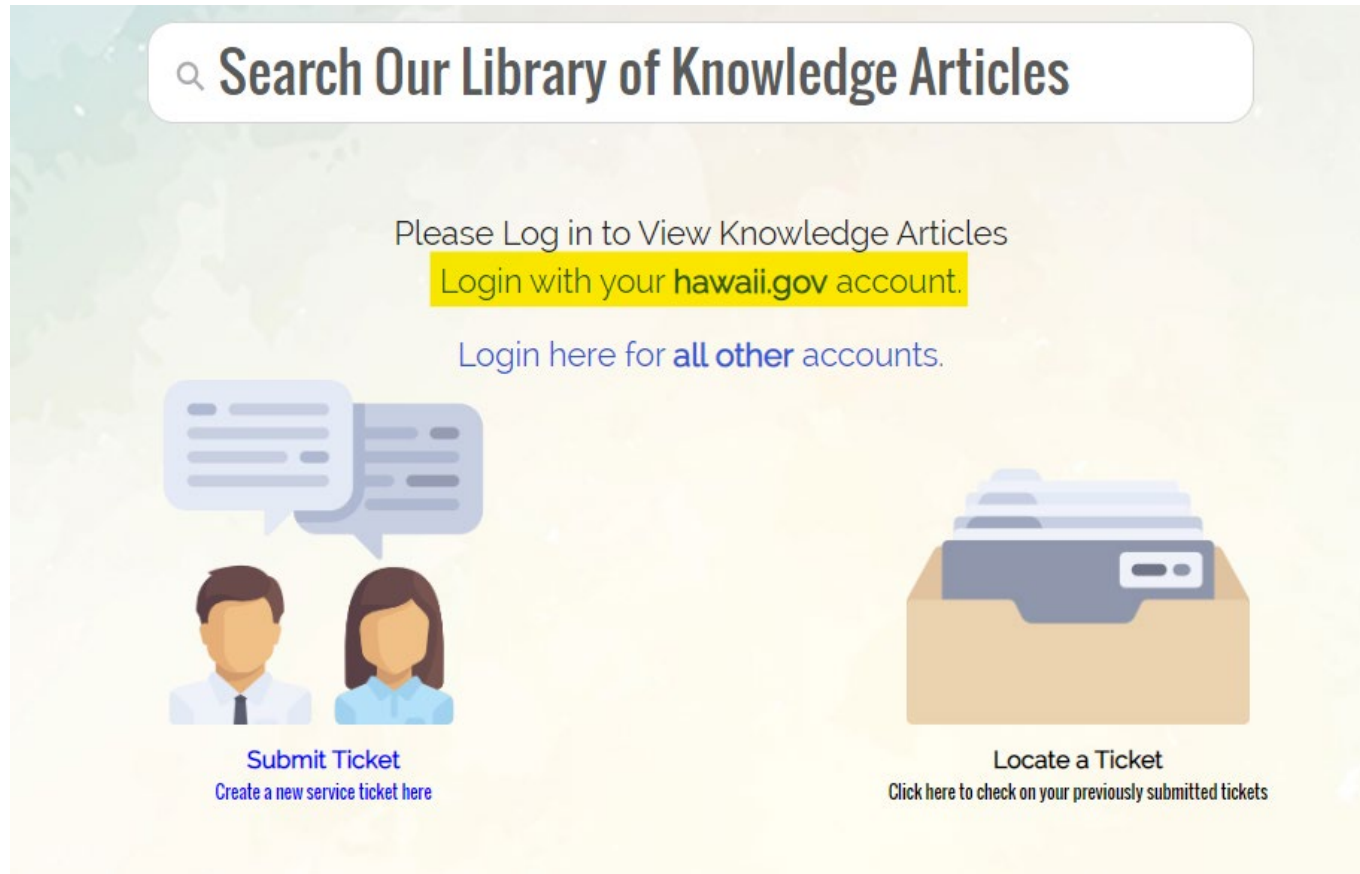 Search Our Library of Knowledge Articles
Please Log in to View Knowledge Articles
Login with your hawaii.gov account.
Login here for all other accounts.
Submit Ticket
Create a new service ticket here
Locate a Ticket
Click here to check on your previously submitted tickets